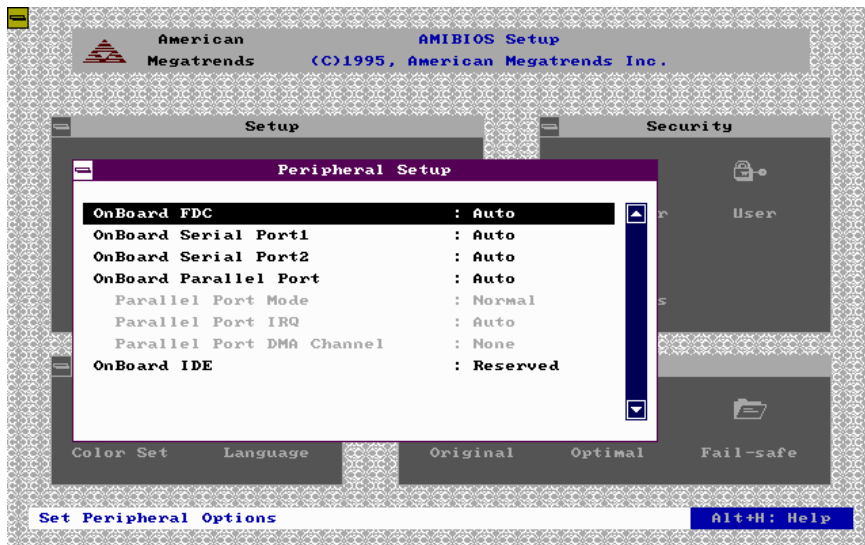 American AMIBIOS Setup
Megatrends (C)1995, American Megatrends Inc.
Setup
Security
Peripheral Setup
OnBoard FDC : Auto
OnBoard Serial Port1 : Auto
OnBoard Serial Port2 : Auto
OnBoard Parallel Port : Auto
Parallel Port Mode : Normal
Parallel Port IRQ : Auto
Parallel Port DMA Channel : None
OnBoard IDE : Reserved
r User
s
Color Set Language
Original Optimal Fail-safe
Set Peripheral Options
Alt+H: Help